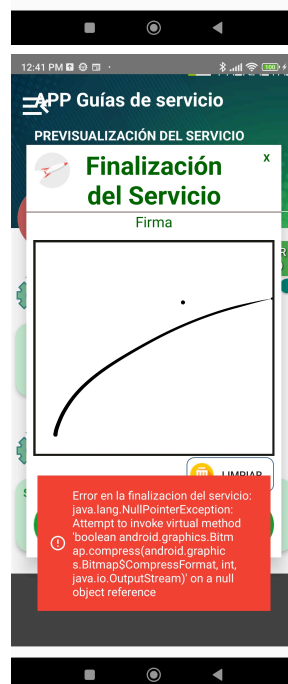 12:41 PM
100
APP Guías de servicio
PREVISUALIZACIÓN DEL SERVICIO
Finalización
x
del Servicio
Firma
LIMPIAR
Error en la finalizacion del servicio:
java.lang.NullPointerException:
Attempt to invoke virtual method
'boolean android.graphics.Bitm
ap.compress(android.graphic
s.Bitmap$CompressFormat, int,
java.io.OutputStream)' on a null
object reference